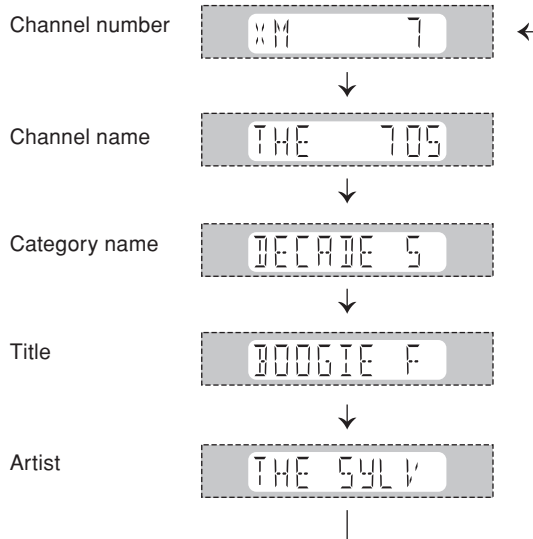 Channel number
XM 7
Channel name
THE 70S
Category name
DECADE S
Title
BOOGIE F
Artist
THE SYLV